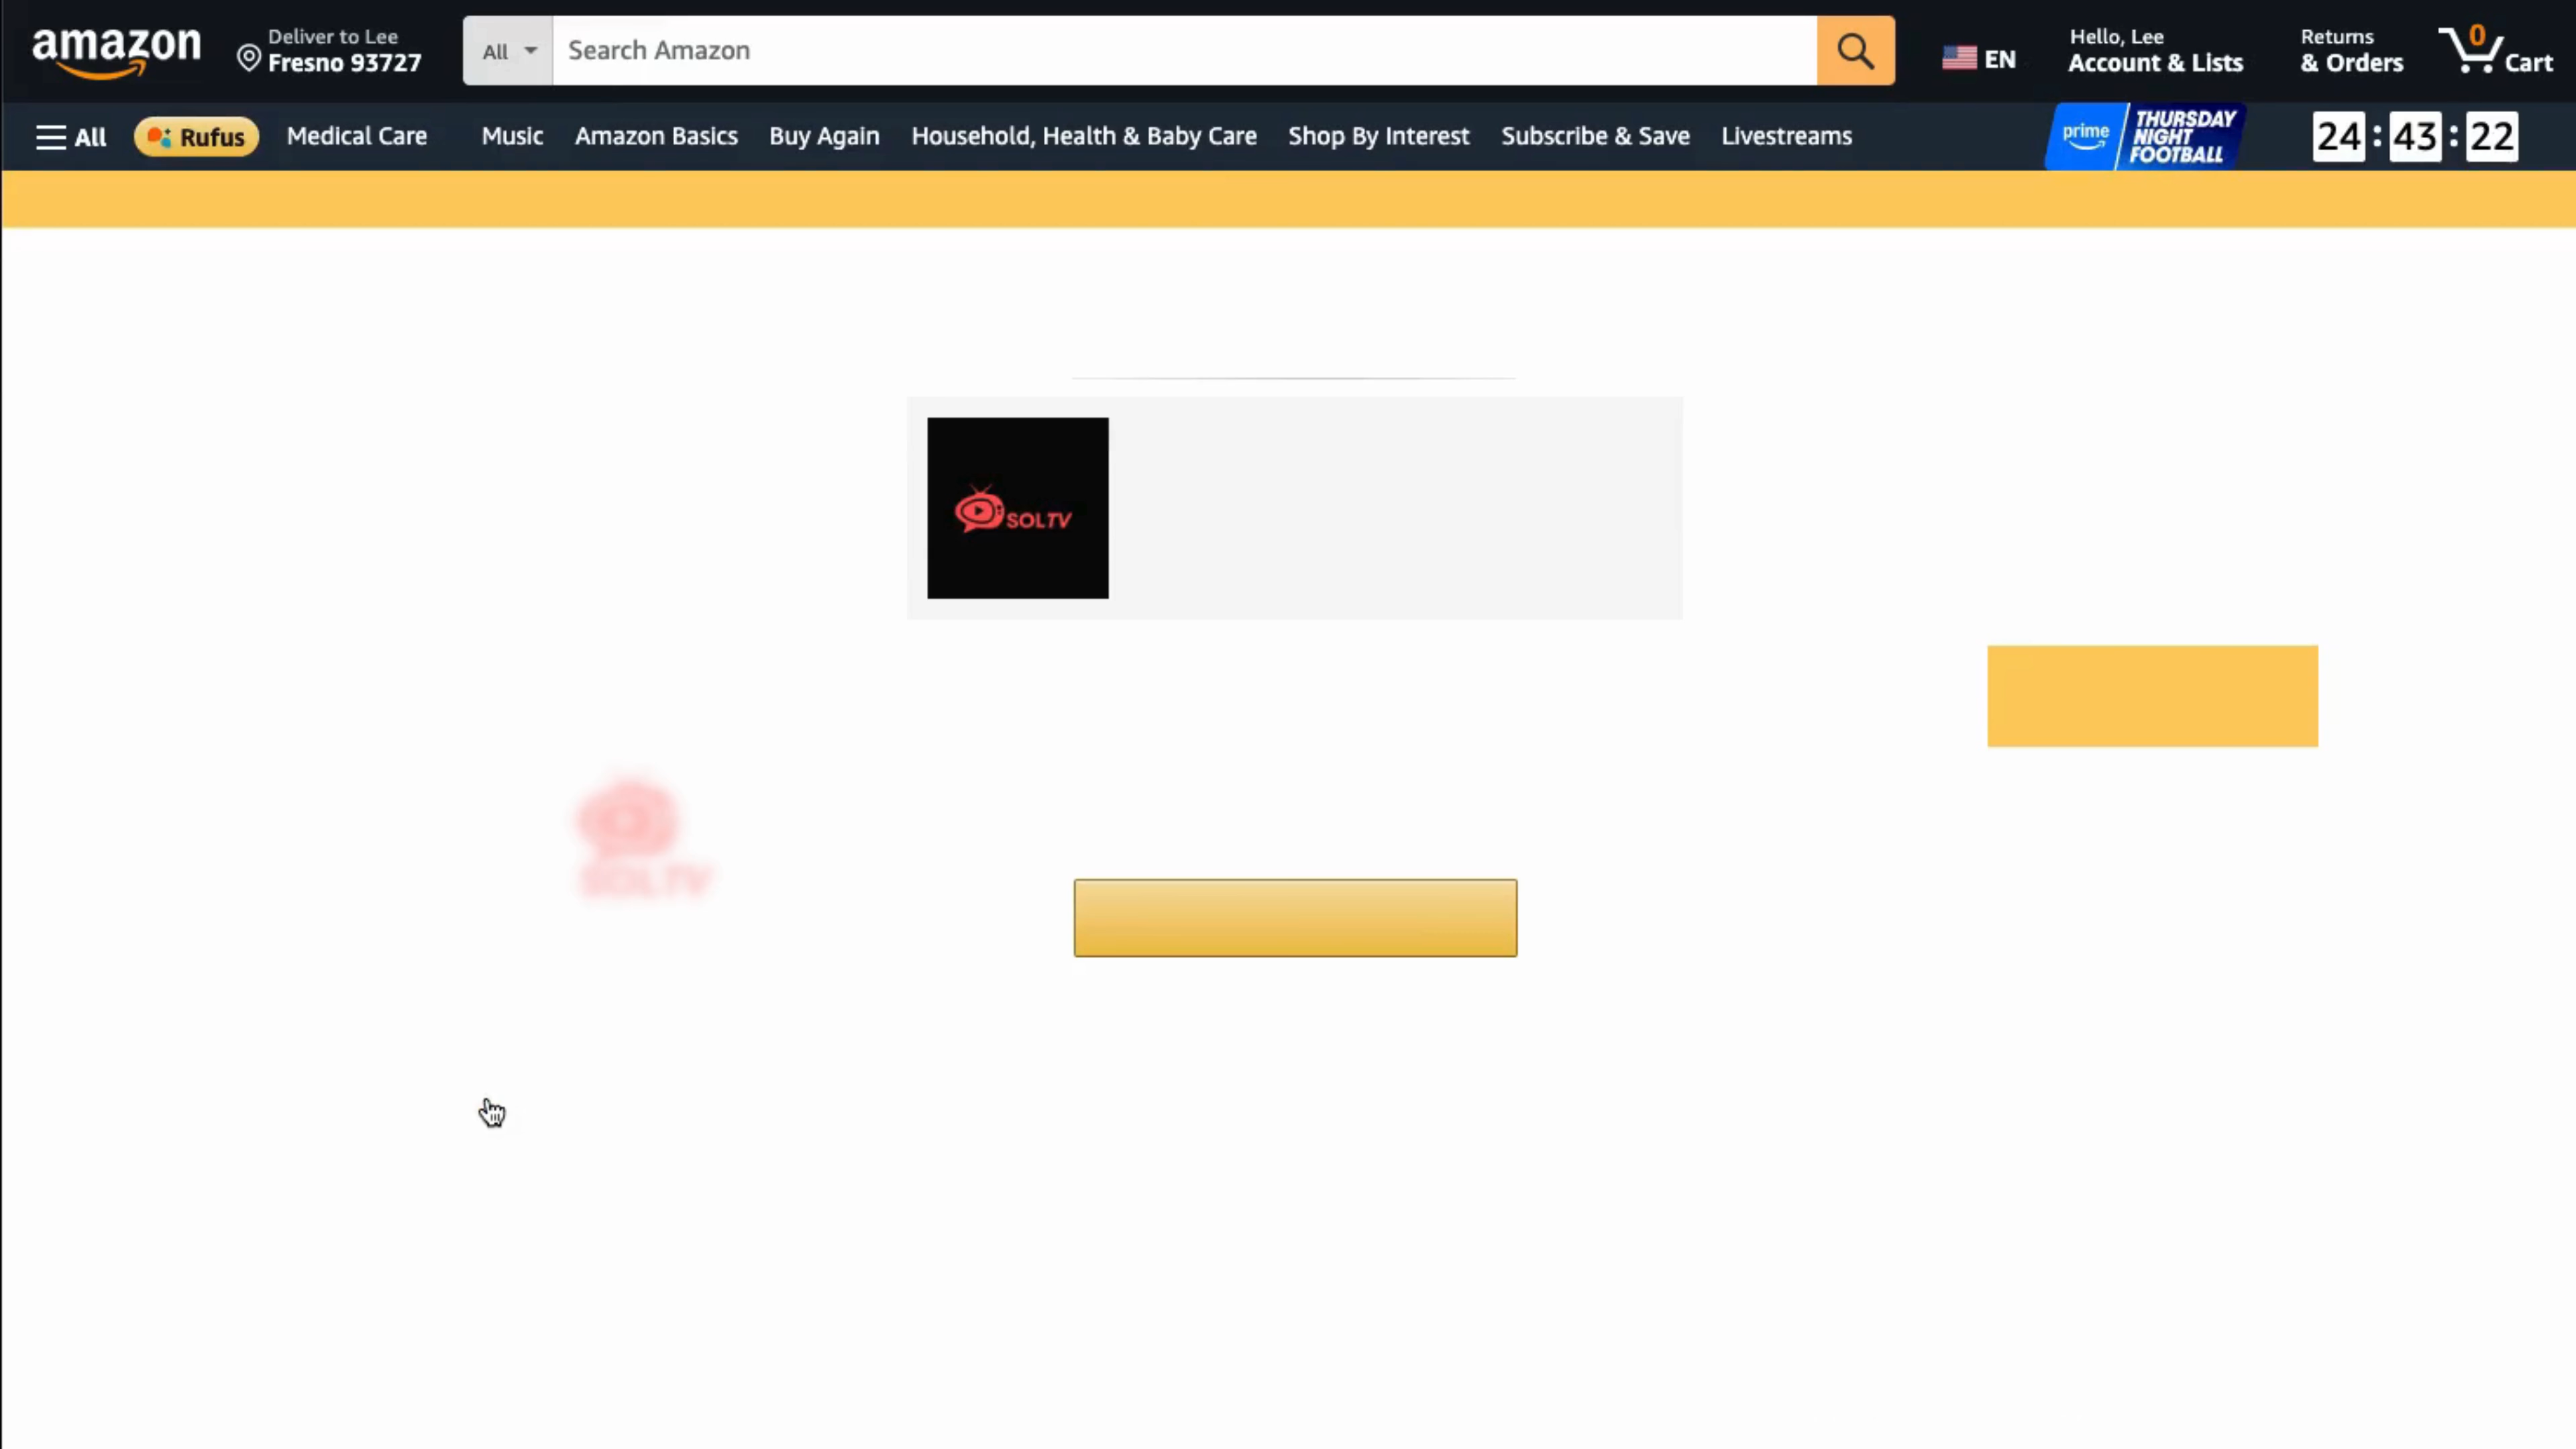 amazon
Deliver to Lee
Fresno 93727
All
Search Amazon
EN
Hello, Lee
Account & Lists
Returns
& Orders
0
Cart
All
Rufus
Medical Care
Music
Amazon Basics
Buy Again
Household, Health & Baby Care
Shop By Interest
Subscribe & Save
Livestreams
prime
THURSDAY
NIGHT
FOOTBALL
24 : 43 : 22
SOLTV
SOLTV